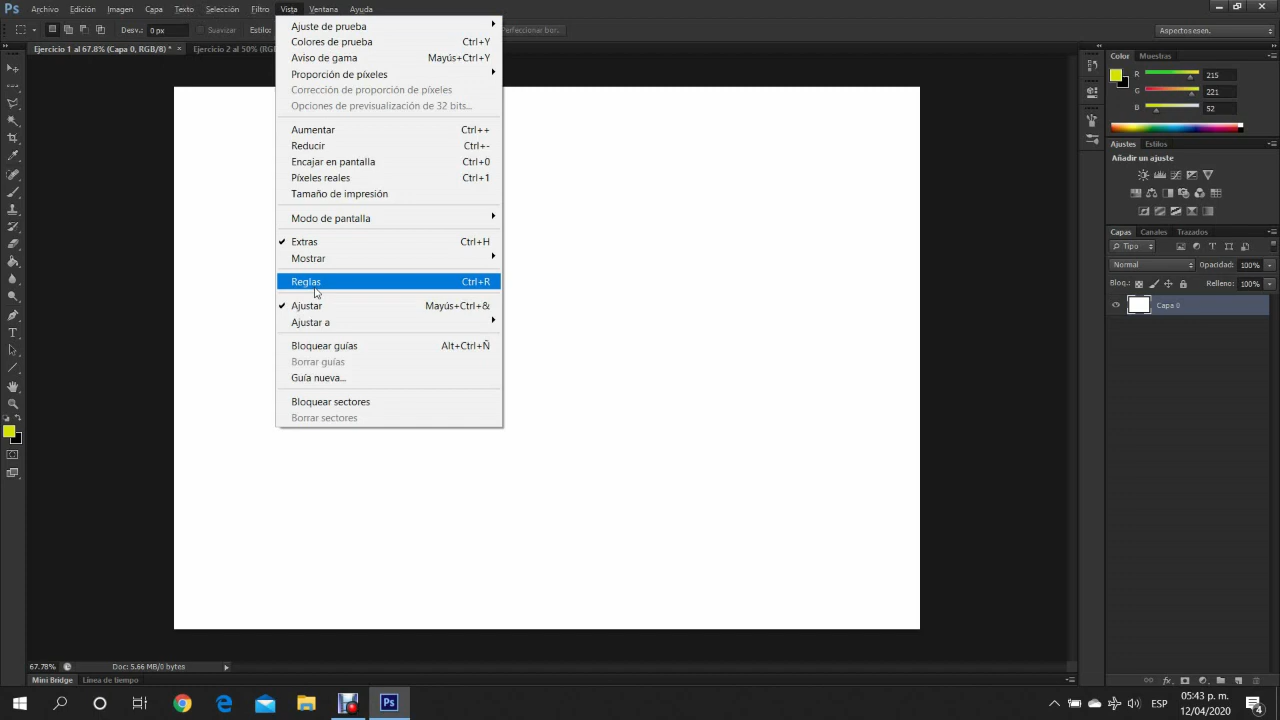 Ps Archivo Edición Imagen Capa Texto Selección Filtro Vista Ventana Ayuda
Desv.: 0 px Suavizar Estilo: Perfeccionar bor... Aspectos esen.
Ejercicio 1 al 67.8% (Capa 0, RGB/8) * × Ejercicio 2 al 50% (RG
Ajuste de prueba
Colores de prueba Ctrl+Y
Aviso de gama Mayús+Ctrl+Y
Proporción de píxeles
Corrección de proporción de píxeles
Opciones de previsualización de 32 bits...
Aumentar Ctrl++
Reducir Ctrl+-
Encajar en pantalla Ctrl+0
Píxeles reales Ctrl+1
Tamaño de impresión
Modo de pantalla
Extras Ctrl+H
Mostrar
Reglas Ctrl+R
Ajustar Mayús+Ctrl+&
Ajustar a
Bloquear guías Alt+Ctrl+Ñ
Borrar guías
Guía nueva...
Bloquear sectores
Borrar sectores
Color Muestras
R 215
G 221
B 52
Ajustes Estilos
Añadir un ajuste
Capas Canales Trazados
Tipo
Normal Opacidad: 100%
Bloq.: Relleno: 100%
Capa 0
67.78% Doc: 5.66 MB/0 bytes
Mini Bridge Línea de tiempo
Ps ESP 05:43 p. m.
12/04/2020 4